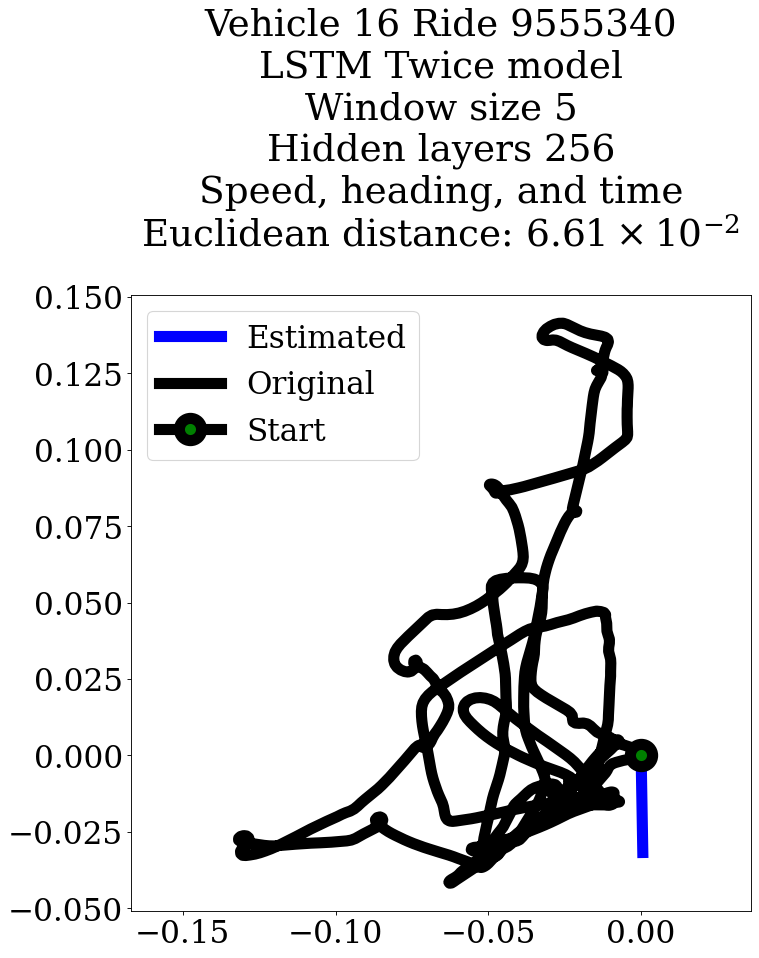 Vehicle 16 Ride 9555340
LSTM Twice model
Window size 5
Hidden layers 256
Speed, heading, and time
Euclidean distance: 6.61 × 10⁻²
0.150
0.125
0.100
0.075
0.050
0.025
0.000
−0.025
−0.050
Estimated
Original
Start
−0.15
−0.10
−0.05
0.00